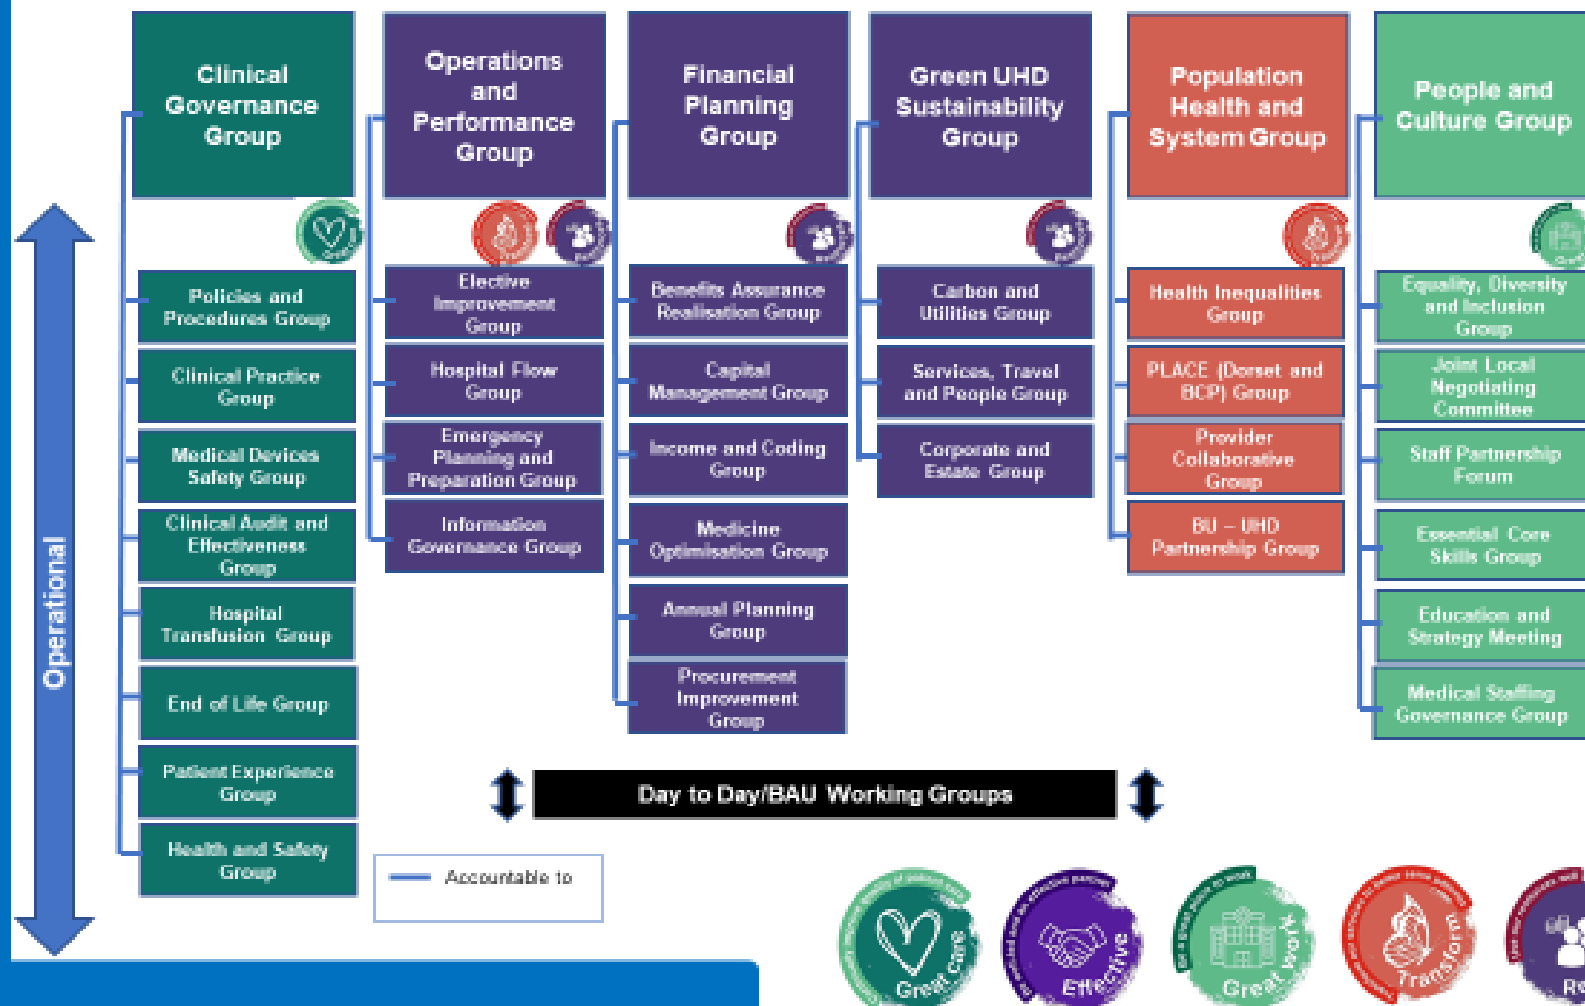 Clinical
Governance
Group
Operations
and
Performance
Group
Financial
Planning
Group
Green UHD
Sustainability
Group
Population
Health and
System Group
People and
Culture Group
Policies and
Procedures Group
Clinical Practice
Group
Medical Devices
Safety Group
Clinical Audit and
Effectiveness
Group
Hospital
Transfusion Group
End of Life Group
Patient Experience
Group
Health and Safety
Group
Elective
Improvement
Group
Hospital Flow
Group
Emergency
Planning and
Preparation Group
Information
Governance Group
Benefits Assurance
Realisation Group
Capital
Management Group
Income and Coding
Group
Medicine
Optimisation Group
Annual Planning
Group
Procurement
Improvement
Group
Carbon and
Utilities Group
Services, Travel
and People Group
Corporate and
Estate Group
Health Inequalities
Group
PLACE (Dorset and
BCP) Group
Provider
Collaborative
Group
BU – UHD
Partnership Group
Equality, Diversity
and Inclusion
Group
Joint Local
Negotiating
Committee
Staff Partnership
Forum
Essential Core
Skills Group
Education and
Strategy Meeting
Medical Staffing
Governance Group
Operational
Day to Day/BAU Working Groups
Accountable to
Great care
Effective
Great work
Transform
Re